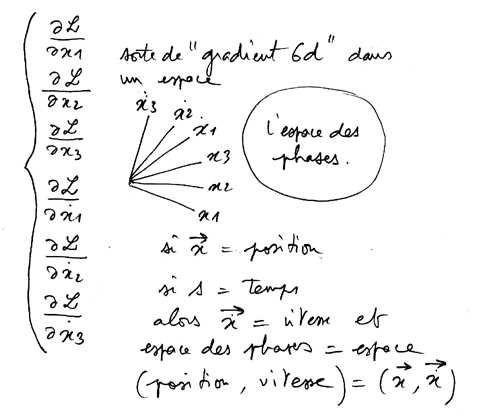 ∂ℒ/∂x1
∂ℒ/∂x2
∂ℒ/∂x3
∂ℒ/∂ẋ1
∂ℒ/∂ẋ2
∂ℒ/∂ẋ3
sorte de "gradient 6d" dans
un espace
ẋ3
ẋ2
ẋ1
x3
x2
x1
l'espace des
phases.
si x⃗ = position
si s = temps
alors ẋ⃗ = vitesse et
espace des phases = espace
(position, vitesse) = (x⃗, ẋ⃗)